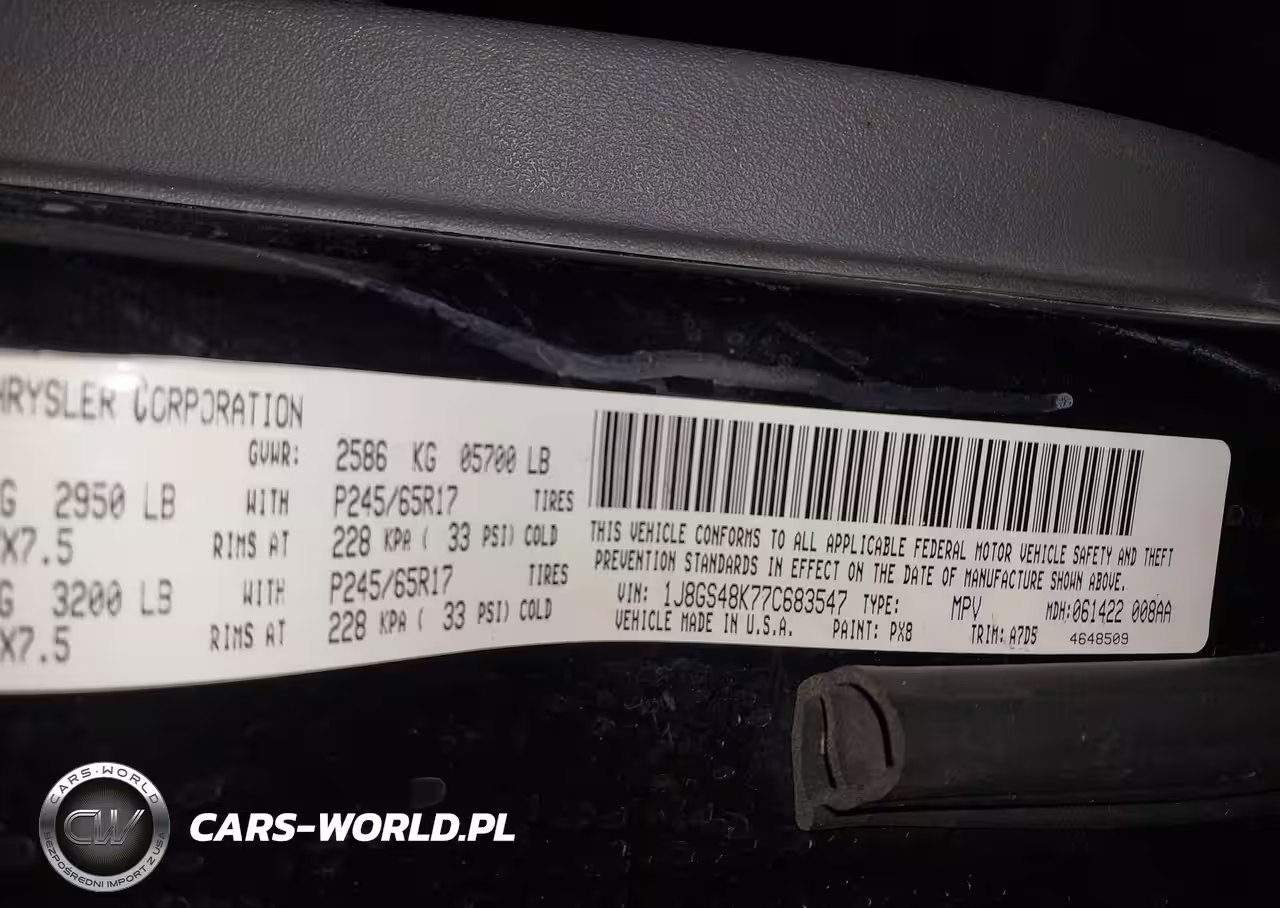 HRYSLER CORPORATION
GVWR: 2586 KG 05700 LB
G 2950 LB WITH P245/65R17 TIRES
X7.5 RIMS AT 228 KPA ( 33 PSI) COLD
G 3200 LB WITH P245/65R17 TIRES
X7.5 RIMS AT 228 KPA ( 33 PSI) COLD
THIS VEHICLE CONFORMS TO ALL APPLICABLE FEDERAL MOTOR VEHICLE SAFETY AND THEFT
PREVENTION STANDARDS IN EFFECT ON THE DATE OF MANUFACTURE SHOWN ABOVE.
VIN: 1J8GS48K77C683547 TYPE: MPV MDH: 061422 008AA
VEHICLE MADE IN U.S.A. PAINT: PX8 TRIM: A7D5 4648509
CARS-WORLD
CW
BEZPOŚREDNI IMPORT Z USA
CARS-WORLD.PL